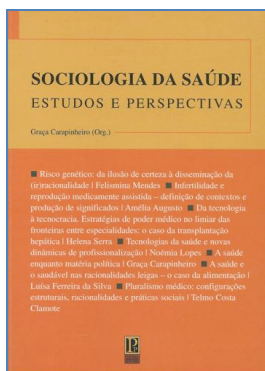 SOCIOLOGIA DA SAÚDE
ESTUDOS E PERSPECTIVAS
Graça Carapinheiro (Org.)
■ Risco genético: da ilusão de certeza à disseminação da
(ir)racionalidade | Felismina Mendes ■ Infertilidade e
reprodução medicamente assistida – definição de contextos e
produção de significados | Amélia Augusto ■ Da tecnologia
à tecnocracia. Estratégias de poder médico no limiar das
fronteiras entre especialidades: o caso da transplantação
hepática | Helena Serra ■ Tecnologias da saúde e novas
dinâmicas de profissionalização | Noémia Lopes ■ A saúde
enquanto matéria política | Graça Carapinheiro ■ A saúde e
o saudável nas racionalidades leigas – o caso da alimentação |
Luísa Ferreira da Silva ■ Pluralismo médico: configurações
estruturais, racionalidades e práticas sociais | Telmo Costa
Clamote